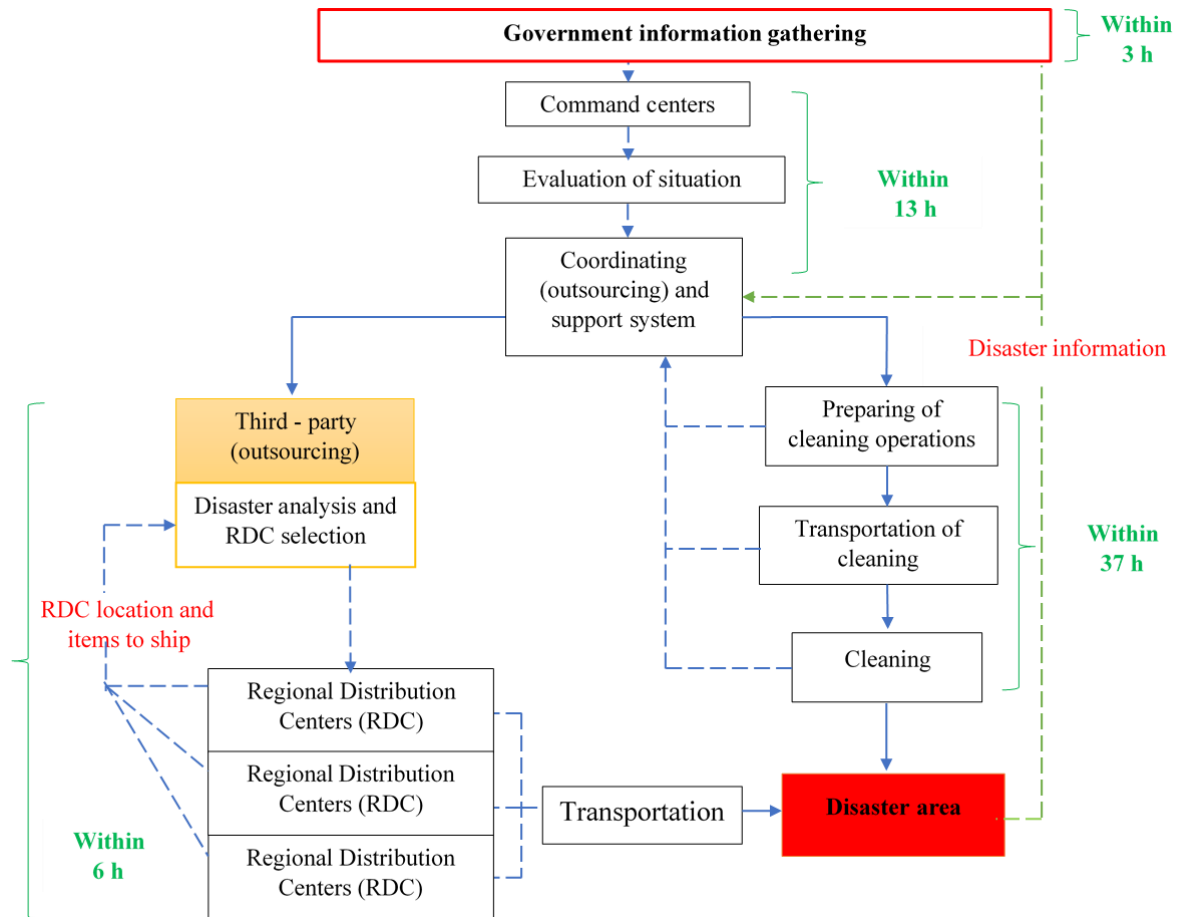 Government information gathering
Within
3 h
Command centers
Evaluation of situation
Within
13 h
Coordinating
(outsourcing) and
support system
Disaster information
Third - party
(outsourcing)
Disaster analysis and
RDC selection
Preparing of
cleaning operations
Transportation of
cleaning
Within
37 h
RDC location and
items to ship
Cleaning
Regional Distribution
Centers (RDC)
Regional Distribution
Centers (RDC)
Regional Distribution
Centers (RDC)
Transportation
Disaster area
Within
6 h